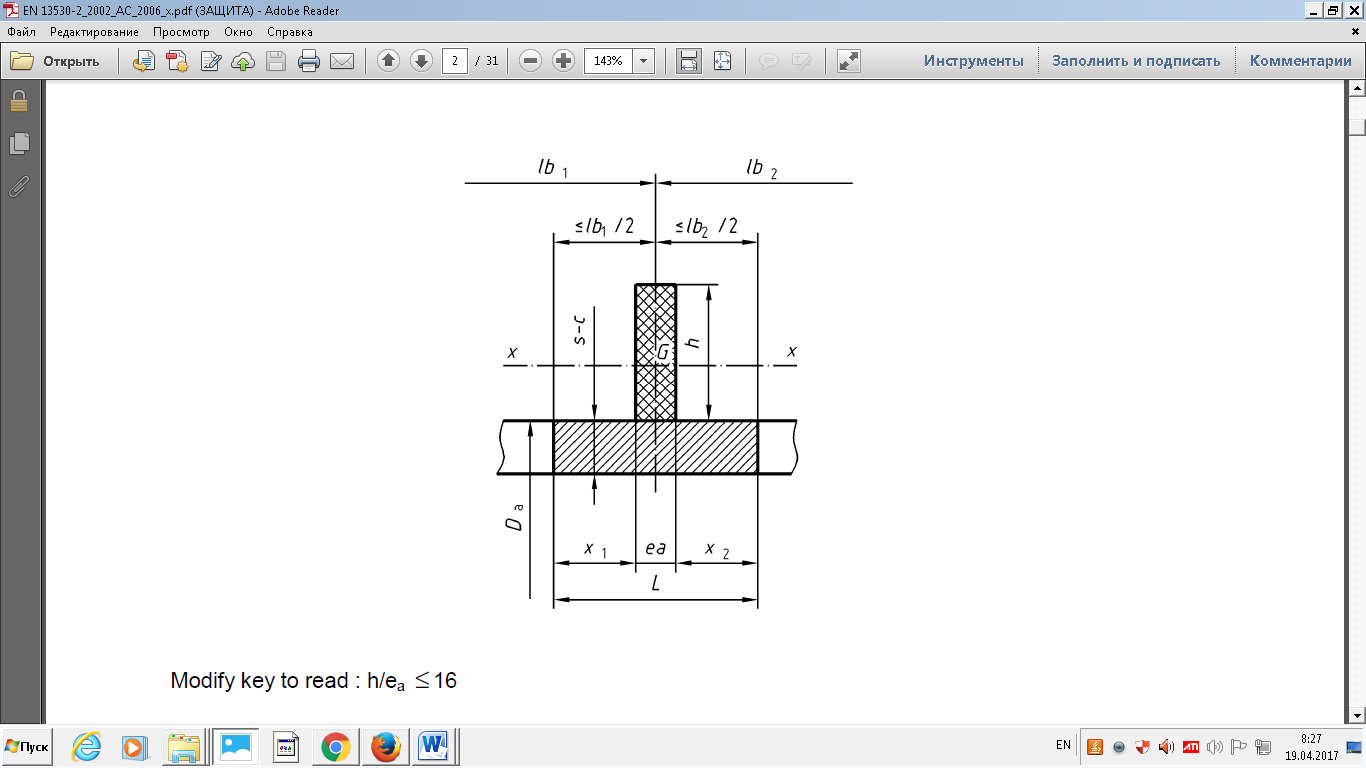 EN 13530-2_2002_AC_2006_x.pdf (ЗАЩИТА) - Adobe Reader
Файл Редактирование Просмотр Окно Справка
Открыть 2 / 31 143% Инструменты Заполнить и подписать Комментарии
lb 1 lb 2
≤lb1 /2 ≤lb2 /2
s-c
h
G
x x
D a
x 1 ea x 2
L
Modify key to read : h/ea ≤16
Пуск EN 8:27
19.04.2017